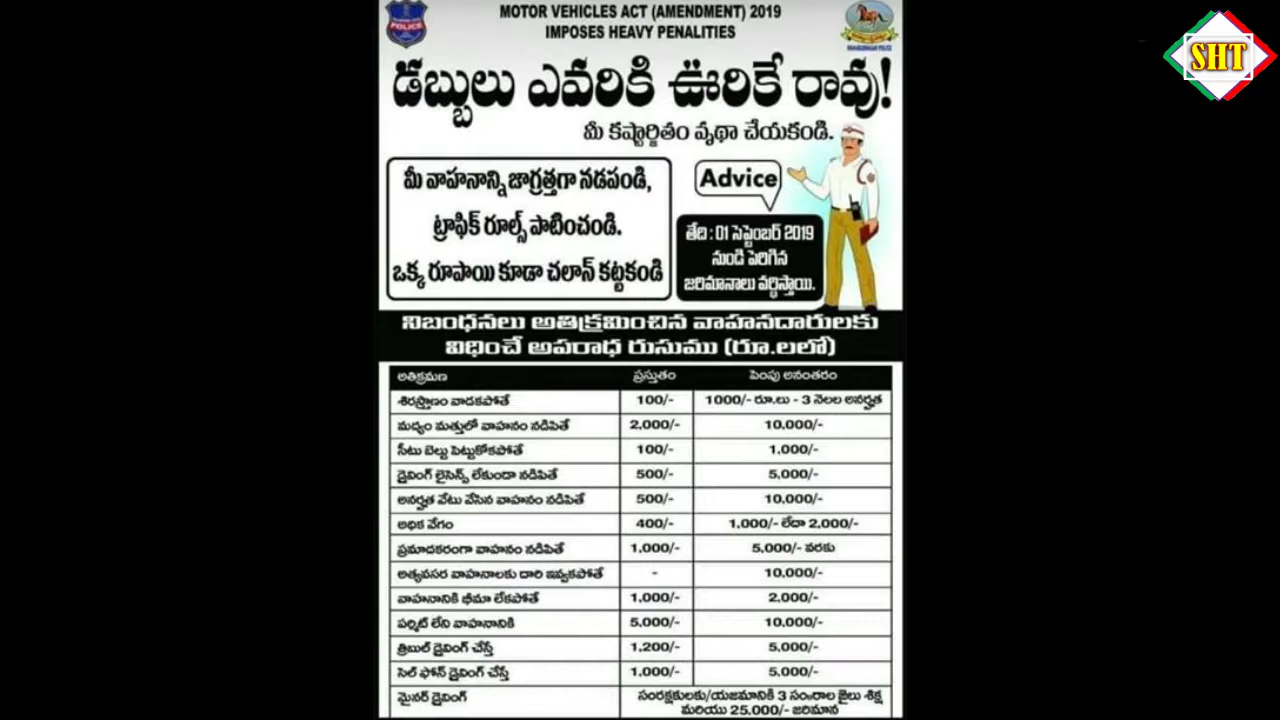 MOTOR VEHICLES ACT (AMENDMENT) 2019
IMPOSES HEAVY PENALITIES
POLICE
SHT
డబ్బులు ఎవరికి ఊరికే రావు!
మీ కష్టార్జితం వృథా చేయకండి.
మీ వాహనాన్ని జాగ్రత్తగా నడపండి,
ట్రాఫిక్ రూల్స్ పాటించండి.
ఒక్క రూపాయి కూడా చలాన్ కట్టకండి
Advice
తేది : 01 సెప్టెంబర్ 2019
నుండి పెరిగిన
జరిమానాలు వర్తిస్తాయి.
నిబంధనలు అతిక్రమించిన వాహనదారులకు
విధించే అపరాధ రుసుము (రూ.లలో)
అతిక్రమణ ప్రస్తుతం పెంపు అనంతరం
శిరస్త్రాణం వాడకపోతే 100/- 1000/- రూ.లు - 3 నెలల అనర్హత
మద్యం మత్తులో వాహనం నడిపితే 2,000/- 10,000/-
సీటు బెల్టు పెట్టుకోకపోతే 100/- 1,000/-
డ్రైవింగ్ లైసెన్స్ లేకుండా నడిపితే 500/- 5,000/-
అనర్హత వేటు వేసిన వాహనం నడిపితే 500/- 10,000/-
అధిక వేగం 400/- 1,000/- లేదా 2,000/-
ప్రమాదకరంగా వాహనం నడిపితే 1,000/- 5,000/- వరకు
అత్యవసర వాహనాలకు దారి ఇవ్వకపోతే - 10,000/-
వాహనానికి భీమా లేకపోతే 1,000/- 2,000/-
పర్మిట్ లేని వాహనానికి 5,000/- 10,000/-
త్రిబుల్ డ్రైవింగ్ చేస్తే 1,200/- 5,000/-
సెల్ ఫోన్ డ్రైవింగ్ చేస్తే 1,000/- 5,000/-
మైనర్ డ్రైవింగ్ సంరక్షకులకు/యజమానికి 3 సం॥రాల జైలు శిక్ష
మరియు 25,000/- జరిమాన